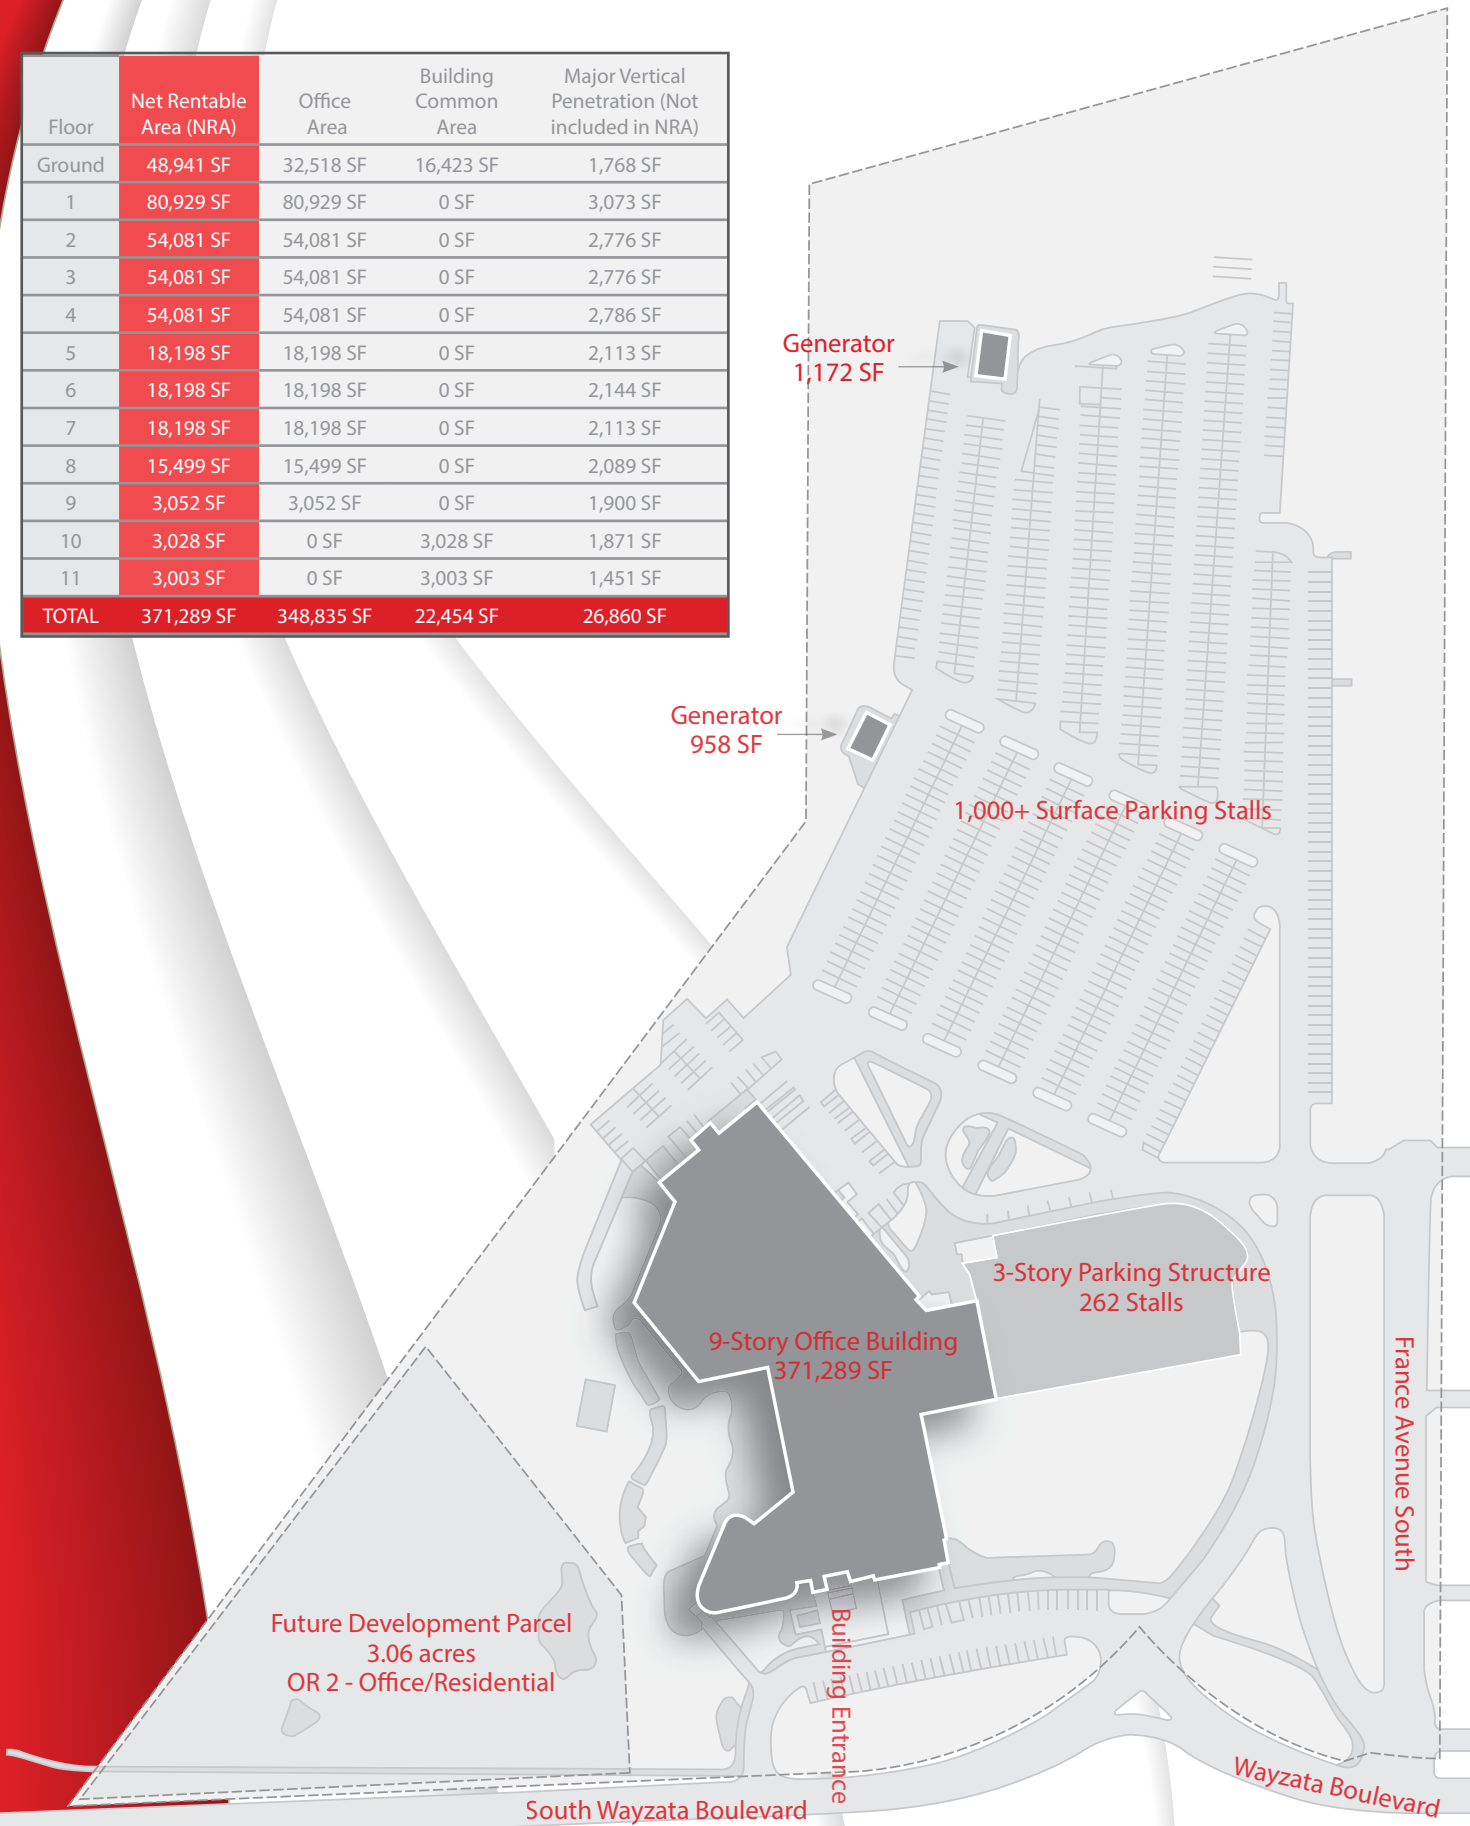 Floor Net Rentable Area (NRA) Office Area Building Common Area Major Vertical Penetration (Not included in NRA)
Ground 48,941 SF 32,518 SF 16,423 SF 1,768 SF
1 80,929 SF 80,929 SF 0 SF 3,073 SF
2 54,081 SF 54,081 SF 0 SF 2,776 SF
3 54,081 SF 54,081 SF 0 SF 2,776 SF
4 54,081 SF 54,081 SF 0 SF 2,786 SF
5 18,198 SF 18,198 SF 0 SF 2,113 SF
6 18,198 SF 18,198 SF 0 SF 2,144 SF
7 18,198 SF 18,198 SF 0 SF 2,113 SF
8 15,499 SF 15,499 SF 0 SF 2,089 SF
9 3,052 SF 3,052 SF 0 SF 1,900 SF
10 3,028 SF 0 SF 3,028 SF 1,871 SF
11 3,003 SF 0 SF 3,003 SF 1,451 SF
TOTAL 371,289 SF 348,835 SF 22,454 SF 26,860 SF
Generator
1,172 SF
Generator
958 SF
1,000+ Surface Parking Stalls
3-Story Parking Structure
262 Stalls
9-Story Office Building
371,289 SF
France Avenue South
Future Development Parcel
3.06 acres
OR 2 - Office/Residential
Building Entrance
South Wayzata Boulevard
Wayzata Boulevard